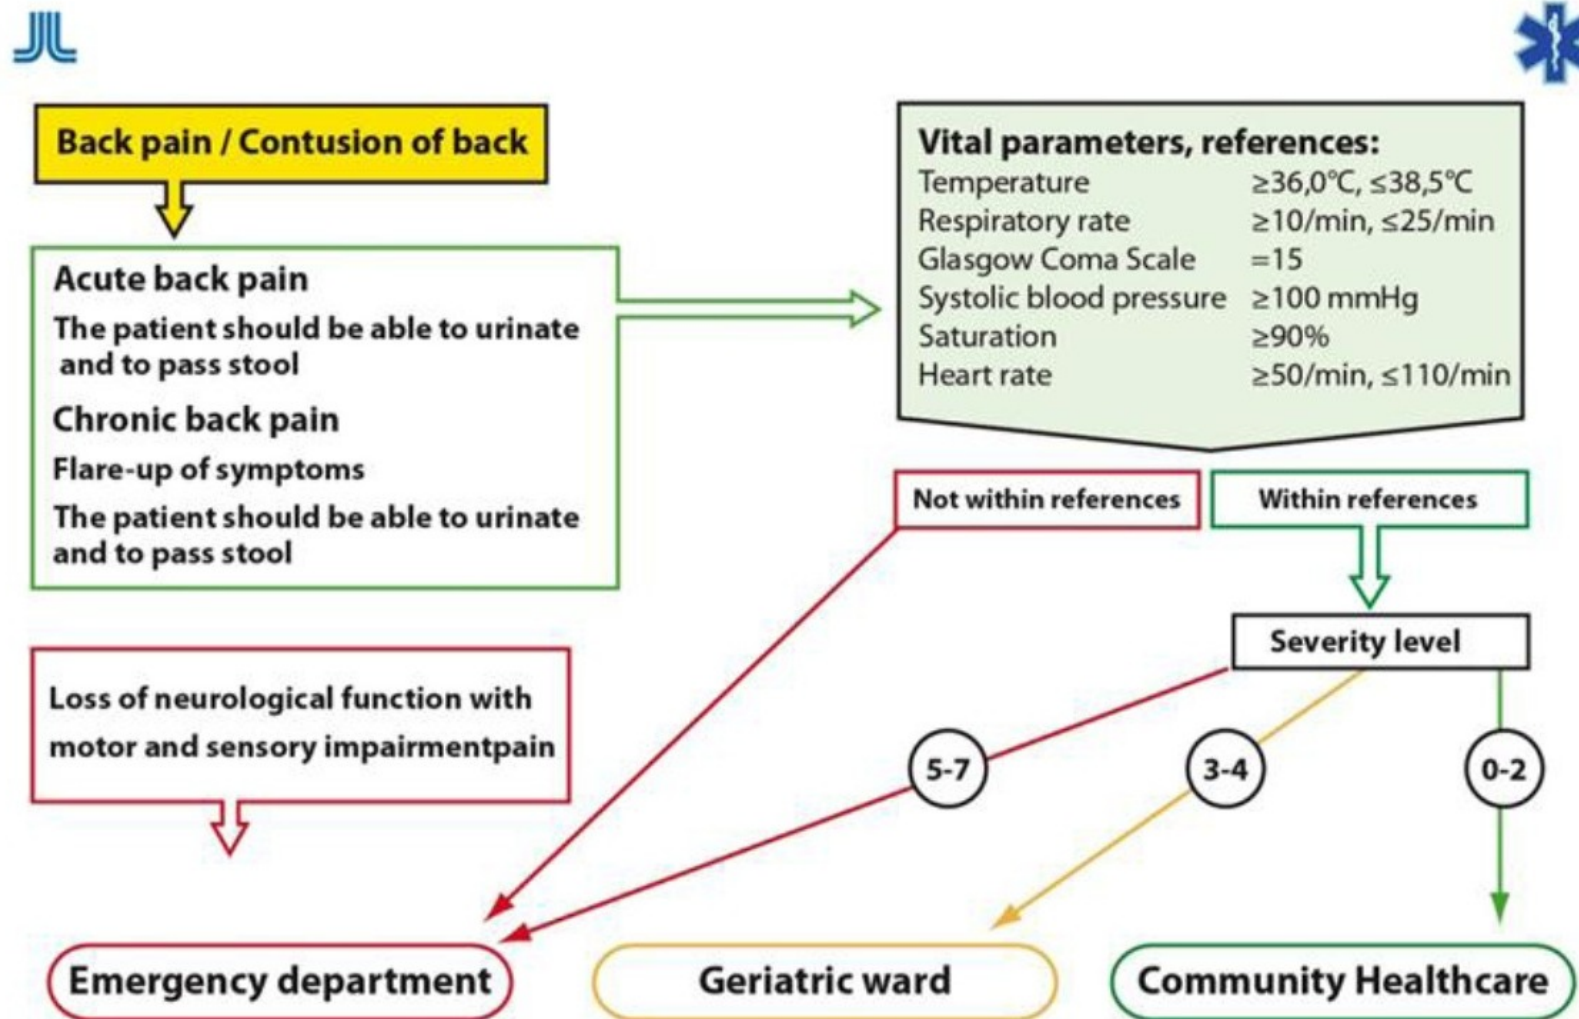 Back pain / Contusion of back
Acute back pain
The patient should be able to urinate
and to pass stool
Chronic back pain
Flare-up of symptoms
The patient should be able to urinate
and to pass stool
Loss of neurological function with
motor and sensory impairmentpain
Vital parameters, references:
Temperature ≥36,0°C, ≤38,5°C
Respiratory rate ≥10/min, ≤25/min
Glasgow Coma Scale =15
Systolic blood pressure ≥100 mmHg
Saturation ≥90%
Heart rate ≥50/min, ≤110/min
Not within references
Within references
Severity level
5-7
3-4
0-2
Emergency department
Geriatric ward
Community Healthcare